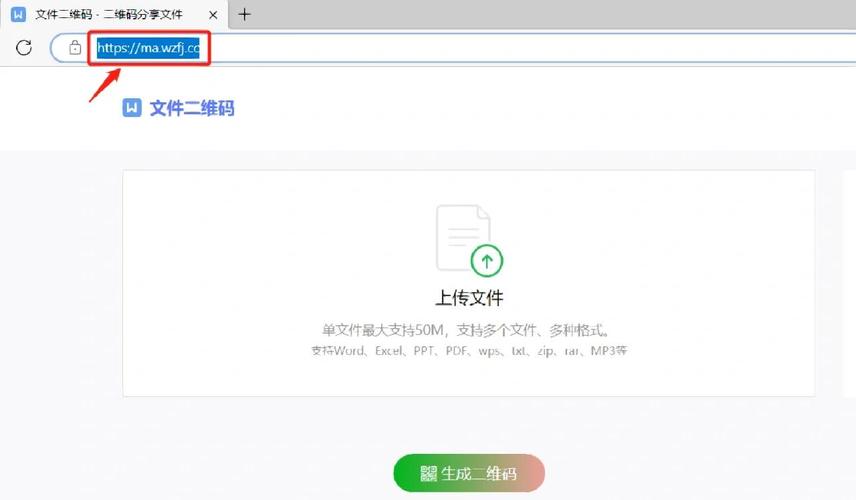 文件二维码 - 二维码分享文件
https://ma.wzfj.cc
文件二维码
上传文件
单文件最大支持50M，支持多个文件、多种格式。
支持Word、Excel、PPT、PDF、wps、txt、zip、rar、MP3等
生成二维码